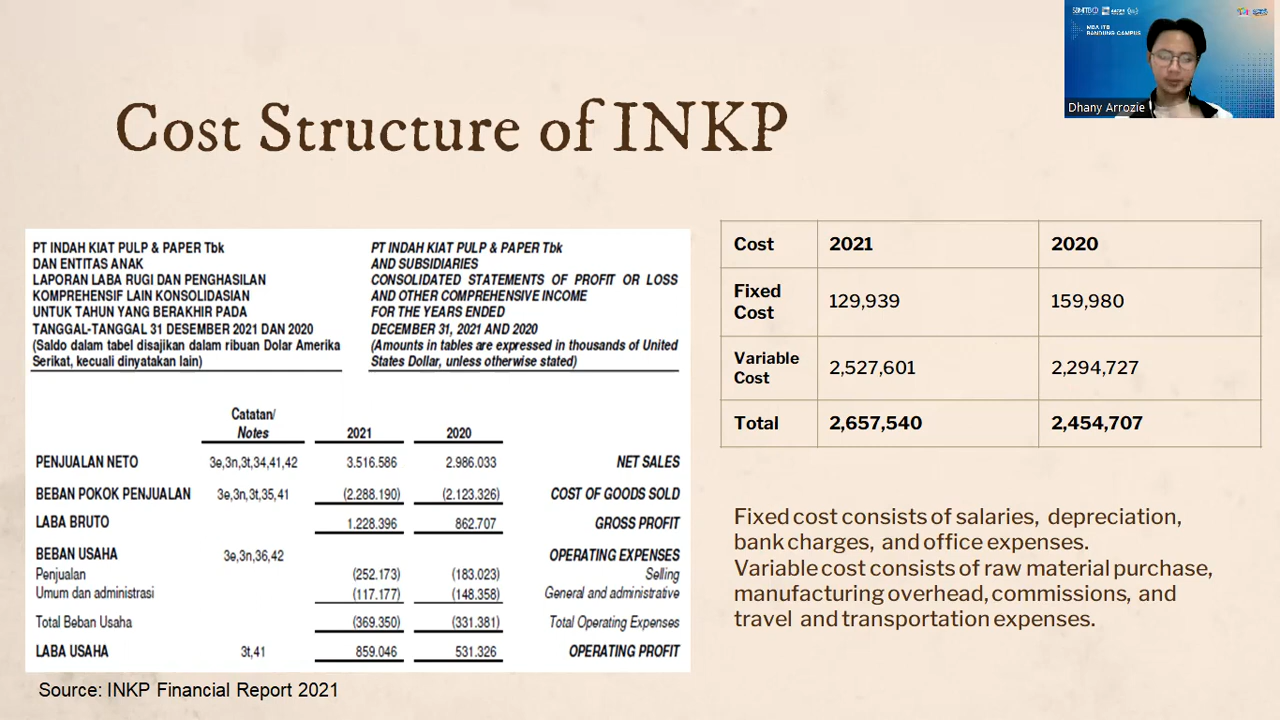 MBA ITB
BANDUNG CAMPUS
Dhany Arrozie
Cost Structure of INKP
PT INDAH KIAT PULP & PAPER Tbk
DAN ENTITAS ANAK
LAPORAN LABA RUGI DAN PENGHASILAN
KOMPREHENSIF LAIN KONSOLIDASIAN
UNTUK TAHUN YANG BERAKHIR PADA
TANGGAL-TANGGAL 31 DESEMBER 2021 DAN 2020
(Saldo dalam tabel disajikan dalam ribuan Dolar Amerika
Serikat, kecuali dinyatakan lain)
PT INDAH KIAT PULP & PAPER Tbk
AND SUBSIDIARIES
CONSOLIDATED STATEMENTS OF PROFIT OR LOSS
AND OTHER COMPREHENSIVE INCOME
FOR THE YEARS ENDED
DECEMBER 31, 2021 AND 2020
(Amounts in tables are expressed in thousands of United
States Dollar, unless otherwise stated)
Catatan/
Notes 2021 2020
PENJUALAN NETO 3e,3n,3t,34,41,42 3.516.586 2.986.033 NET SALES
BEBAN POKOK PENJUALAN 3e,3n,3t,35,41 (2.288.190) (2.123.326) COST OF GOODS SOLD
LABA BRUTO 1.228.396 862.707 GROSS PROFIT
BEBAN USAHA 3e,3n,36,42 OPERATING EXPENSES
Penjualan (252.173) (183.023) Selling
Umum dan administrasi (117.177) (148.358) General and administrative
Total Beban Usaha (369.350) (331.381) Total Operating Expenses
LABA USAHA 3t,41 859.046 531.326 OPERATING PROFIT
Source: INKP Financial Report 2021
Cost 2021 2020
Fixed
Cost 129,939 159,980
Variable
Cost 2,527,601 2,294,727
Total 2,657,540 2,454,707
Fixed cost consists of salaries, depreciation,
bank charges, and office expenses.
Variable cost consists of raw material purchase,
manufacturing overhead, commissions, and
travel and transportation expenses.